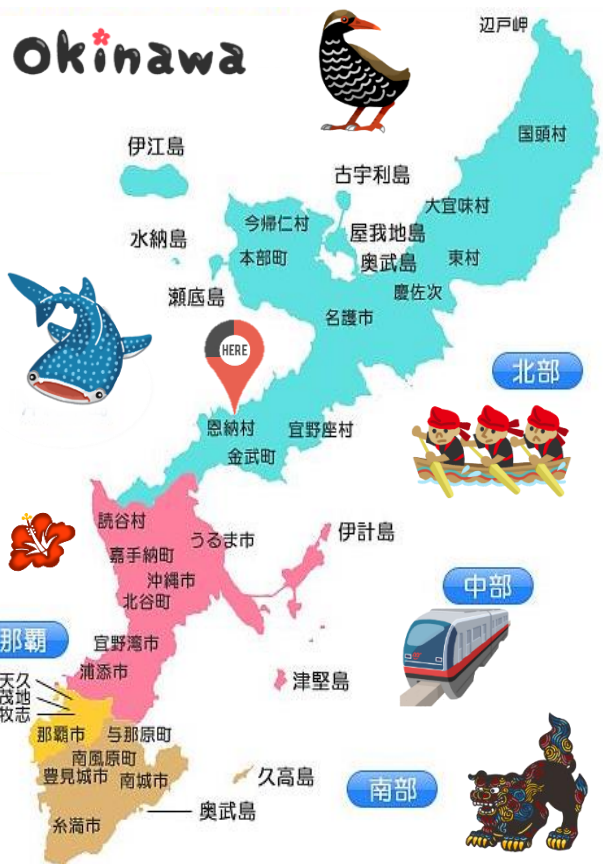 Okinawa
辺戸岬
国頭村
伊江島
古宇利島
大宜味村
今帰仁村
水納島
屋我地島
本部町
奥武島
東村
瀬底島
慶佐次
名護市
HERE
北部
恩納村
宜野座村
金武町
読谷村
うるま市
伊計島
嘉手納町
沖縄市
中部
北谷町
那覇
宜野湾市
浦添市
天久
茂地
牧志
津堅島
那覇市
与那原町
南風原町
豊見城市
南城市
久高島
南部
奥武島
糸満市